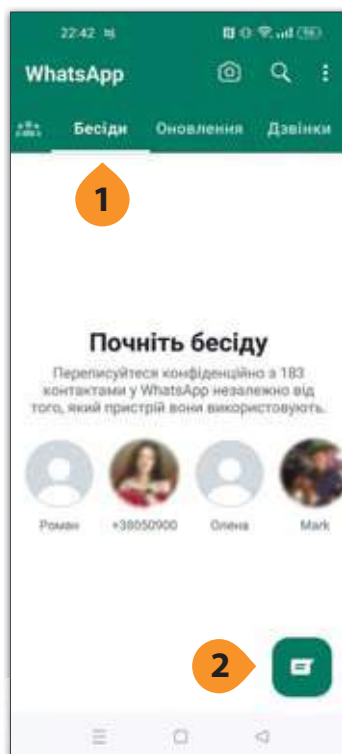 22:42
WhatsApp
Бесіди Оновлення Дзвінки
1
Почніть бесіду
Переписуйтеся конфіденційно з 183
контактами у WhatsApp незалежно від
того, який пристрій вони використовують.
Роман +38050900 Олена Mark
2